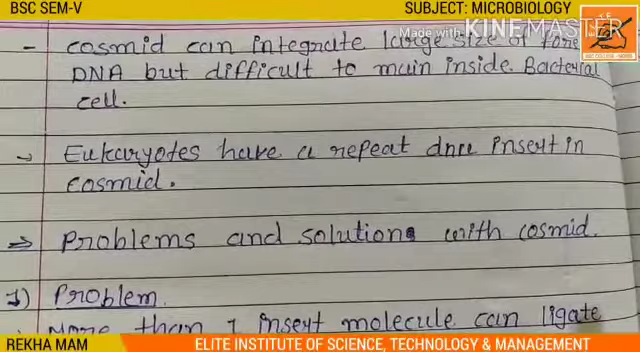 BSC SEM-V
SUBJECT: MICROBIOLOGY
Made with KINEMASTER
- cosmid can integrate large size of fore
DNA but difficult to main inside Bacterial
cell.
→ Eukaryotes have a repeat dna insert in
cosmid.
⇒ Problems and solutions with cosmid.
1) Problem.
More than 1 insert molecule can ligate
REKHA MAM
ELITE INSTITUTE OF SCIENCE, TECHNOLOGY & MANAGEMENT